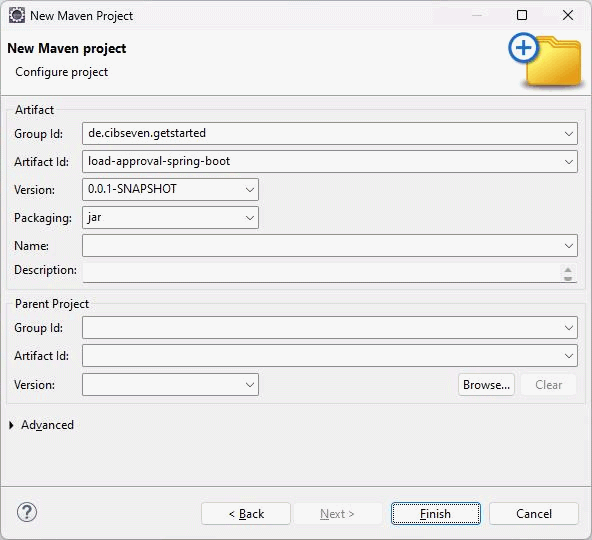 New Maven Project
New Maven project
Configure project
Artifact
Group Id: de.cibseven.getstarted
Artifact Id: load-approval-spring-boot
Version: 0.0.1-SNAPSHOT
Packaging: jar
Name:
Description:
Parent Project
Group Id:
Artifact Id:
Version: Browse... Clear
Advanced
? < Back Next > Finish Cancel